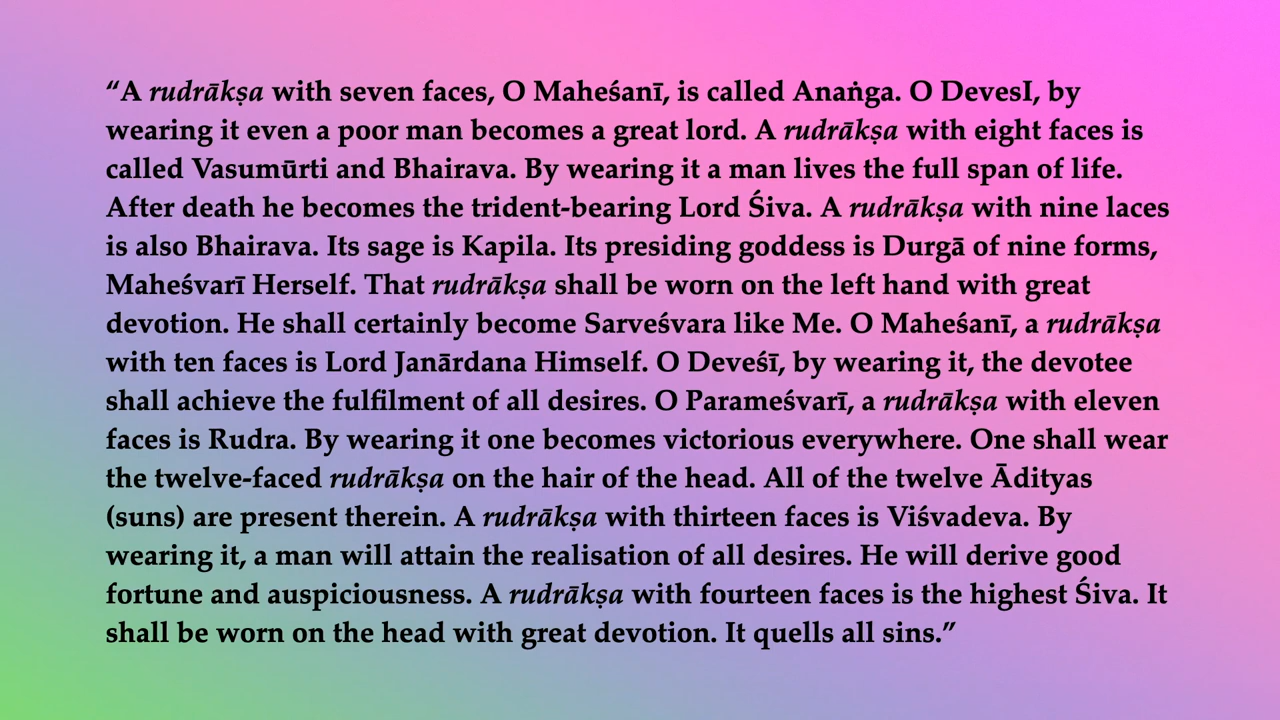 “A rudrākṣa with seven faces, O Maheśanī, is called Anaṅga. O DevesI, by
wearing it even a poor man becomes a great lord. A rudrākṣa with eight faces is
called Vasumūrti and Bhairava. By wearing it a man lives the full span of life.
After death he becomes the trident-bearing Lord Śiva. A rudrākṣa with nine laces
is also Bhairava. Its sage is Kapila. Its presiding goddess is Durgā of nine forms,
Maheśvarī Herself. That rudrākṣa shall be worn on the left hand with great
devotion. He shall certainly become Sarveśvara like Me. O Maheśanī, a rudrākṣa
with ten faces is Lord Janārdana Himself. O Deveśī, by wearing it, the devotee
shall achieve the fulfilment of all desires. O Parameśvarī, a rudrākṣa with eleven
faces is Rudra. By wearing it one becomes victorious everywhere. One shall wear
the twelve-faced rudrākṣa on the hair of the head. All of the twelve Ādityas
(suns) are present therein. A rudrākṣa with thirteen faces is Viśvadeva. By
wearing it, a man will attain the realisation of all desires. He will derive good
fortune and auspiciousness. A rudrākṣa with fourteen faces is the highest Śiva. It
shall be worn on the head with great devotion. It quells all sins.”